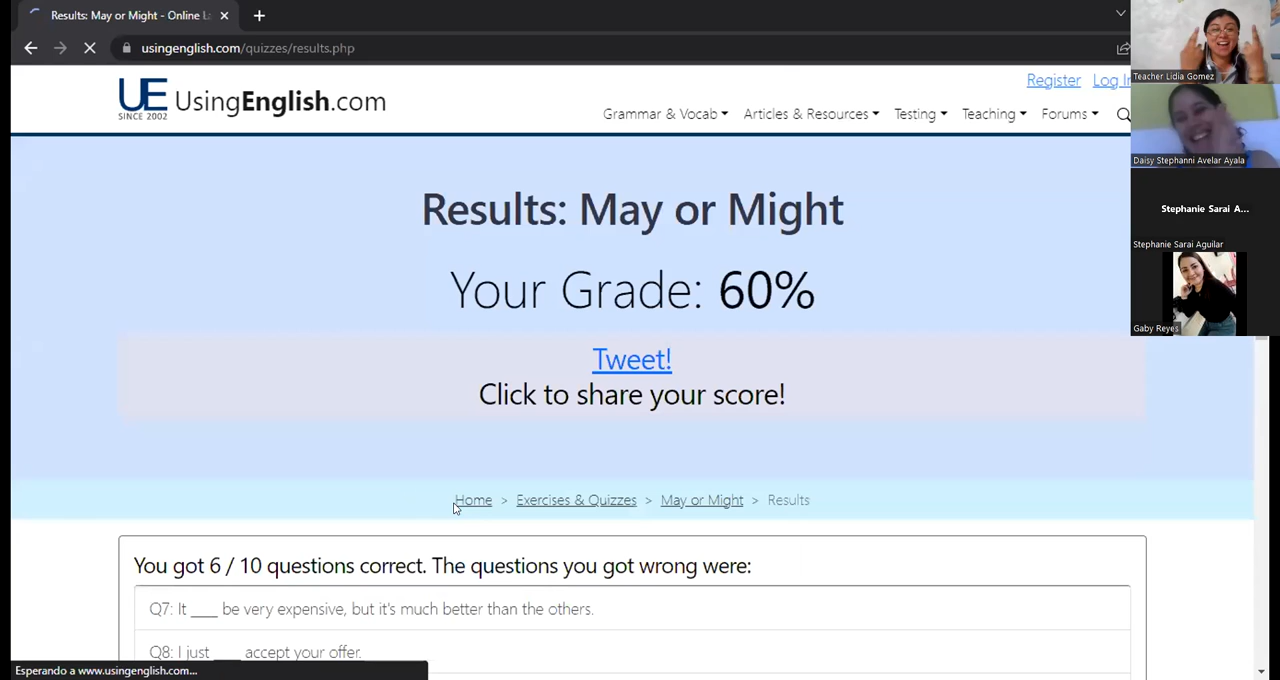 Results: May or Might - Online L
usingenglish.com/quizzes/results.php
UE UsingEnglish.com
SINCE 2002
Register Log In
Grammar & Vocab Articles & Resources Testing Teaching Forums
Results: May or Might
Your Grade: 60%
Tweet!
Click to share your score!
Home > Exercises & Quizzes > May or Might > Results
You got 6 / 10 questions correct. The questions you got wrong were:
Q7: It ____ be very expensive, but it's much better than the others.
Q8: I just ____ accept your offer.
Esperando a www.usingenglish.com...
Teacher Lidia Gomez
Daisy Stephanni Avelar Ayala
Stephanie Sarai A...
Stephanie Sarai Aguilar
Gaby Reyes